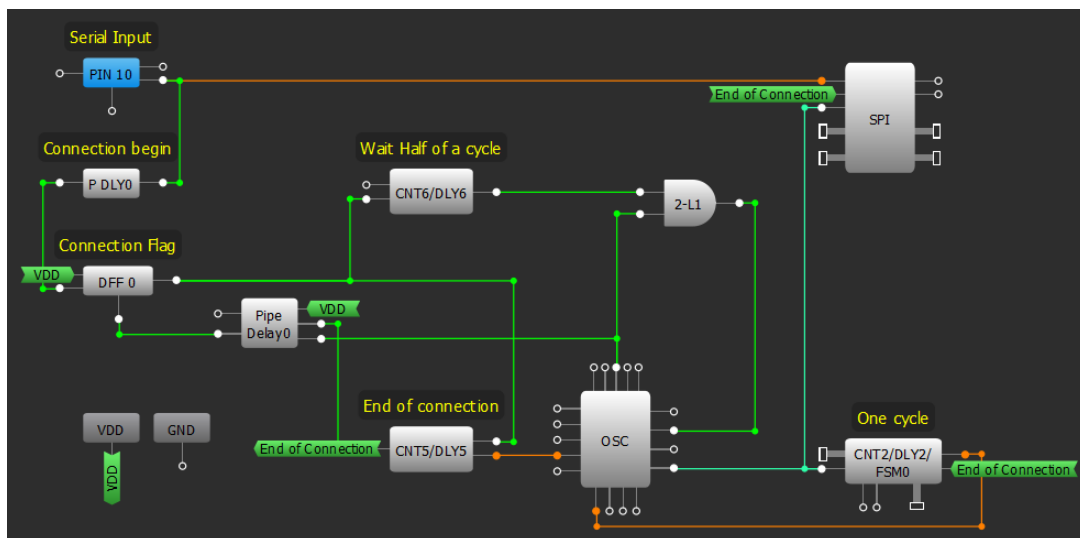 Serial Input
PIN 10
End of Connection
SPI
Connection begin
P DLY0
Wait Half of a cycle
CNT6/DLY6
2-L1
Connection Flag
VDD
DFF 0
Pipe
Delay0
VDD
End of connection
End of Connection
CNT5/DLY5
OSC
One cycle
CNT2/DLY2/
FSM0
End of Connection
VDD
GND
VDD